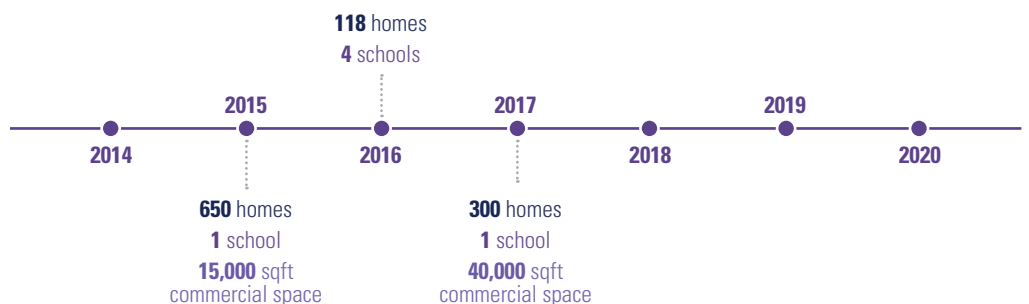 118 homes
4 schools
2015
2017
2019
2014
2016
2018
2020
650 homes
1 school
15,000 sqft
commercial space
300 homes
1 school
40,000 sqft
commercial space